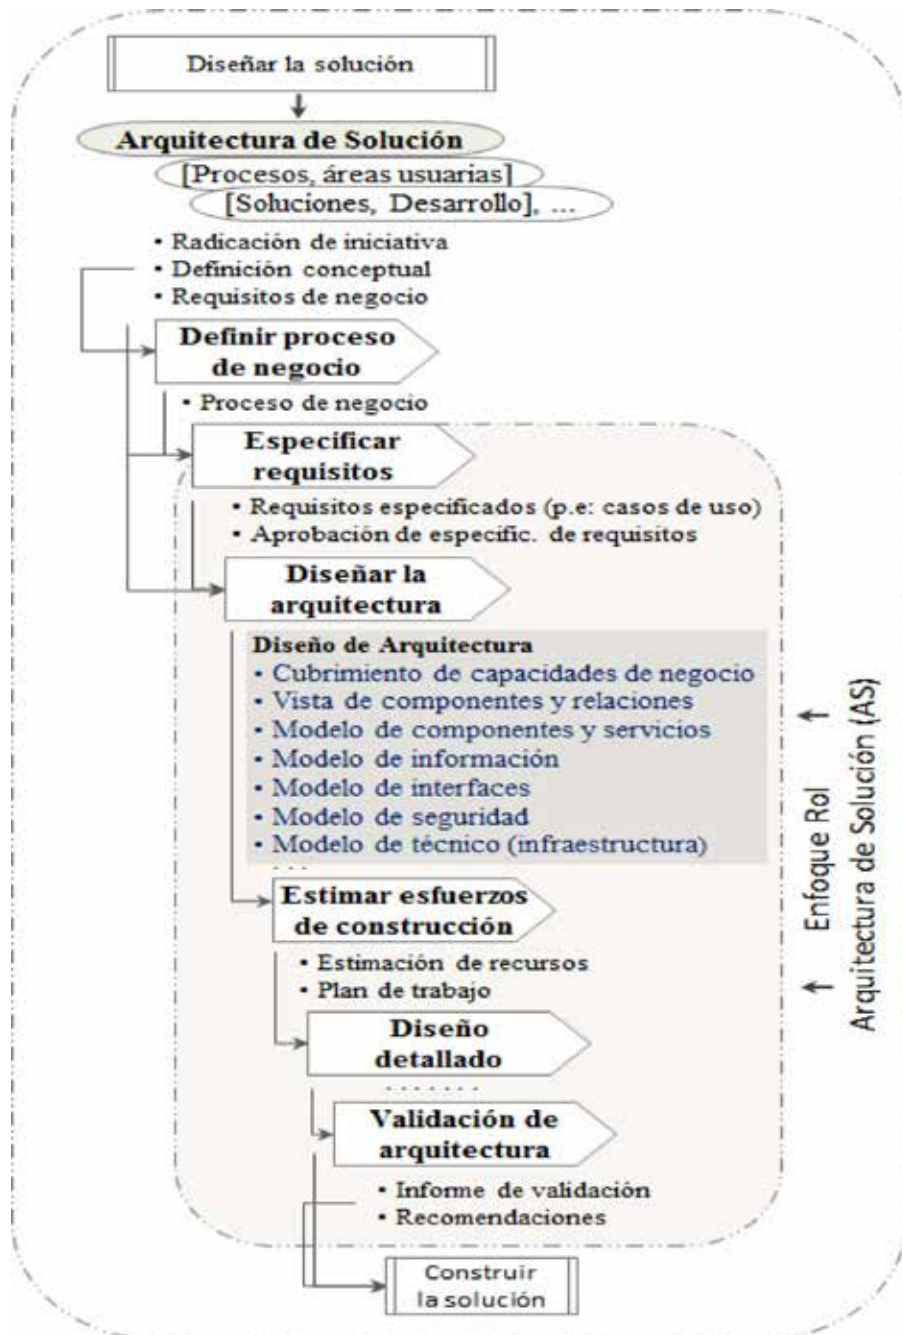 Diseñar la solución
Arquitectura de Solución
[Procesos, áreas usuarias]
[Soluciones, Desarrollo], ...
• Radicación de iniciativa
• Definición conceptual
• Requisitos de negocio
Definir proceso
de negocio
• Proceso de negocio
Especificar
requisitos
• Requisitos especificados (p.e: casos de uso)
• Aprobación de especific. de requisitos
Diseñar la
arquitectura
Diseño de Arquitectura
• Cubrimiento de capacidades de negocio
• Vista de componentes y relaciones
• Modelo de componentes y servicios
• Modelo de información
• Modelo de interfaces
• Modelo de seguridad
• Modelo de técnico (infraestructura)
...
Estimar esfuerzos
de construcción
• Estimación de recursos
• Plan de trabajo
Diseño
detallado
.......
Validación de
arquitectura
• Informe de validación
• Recomendaciones
Construir
la solución
Enfoque Rol
Arquitectura de Solución (AS)